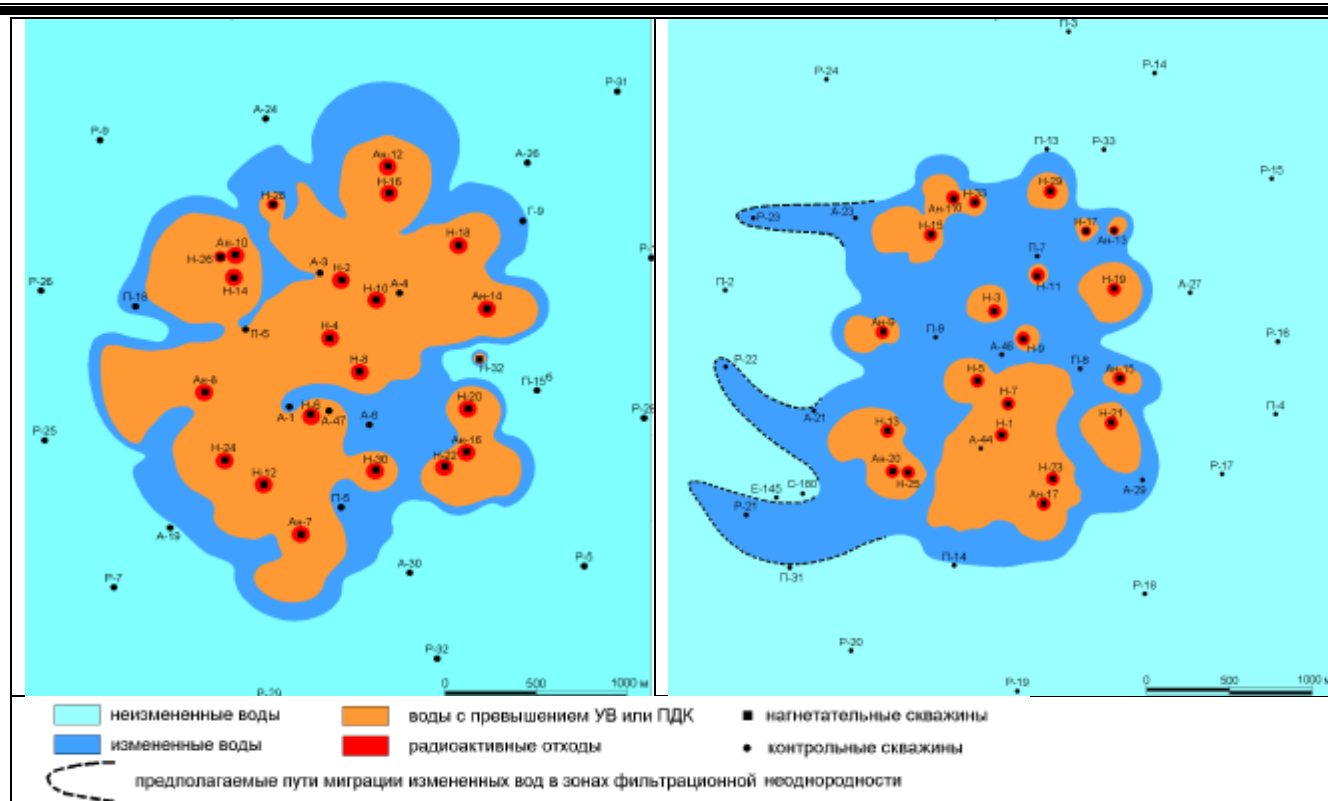 Р-31
А-24
Р-9
А-26
Ан-12
Н-16
Н-28
Г-9
Н-18
Ан-10
Н-26
Н-14
А-3
Н-2
Н-10
А-4
Р-26
П-18
Ан-14
П-6
Н-4
Н-8
Н-32
П-15б
Ан-8
Н-6
А-1
А-47
А-6
Н-20
Р-25
Н-24
Н-12
Н-30
Н-22
Ан-16
П-5
Ан-7
А-19
Р-7
А-30
Р-5
Р-32
Р-29
0 500 1000 м
П-3
Р-24
Р-14
П-13
Р-33
Р-15
Н-29
Н-33
Н-15
Р-23
А-23
Н-17
Ан-13
П-7
Н-11
Н-19
А-27
П-2
Н-3
Ан-9
П-9
Н-9
А-46
Р-16
Р-22
Н-5
Н-7
Ан-15
А-21
Н-13
Н-1
А-44
Н-21
П-4
Ан-20
Н-25
Н-23
Ан-17
А-29
Р-17
Е-145
С-180
Р-21
П-31
П-14
Р-18
Р-20
Р-19
0 500 1000 м
неизмененные воды
воды с превышением УВ или ПДК
нагнетательные скважины
измененные воды
радиоактивные отходы
контрольные скважины
предполагаемые пути миграции измененных вод в зонах фильтрационной неоднородности